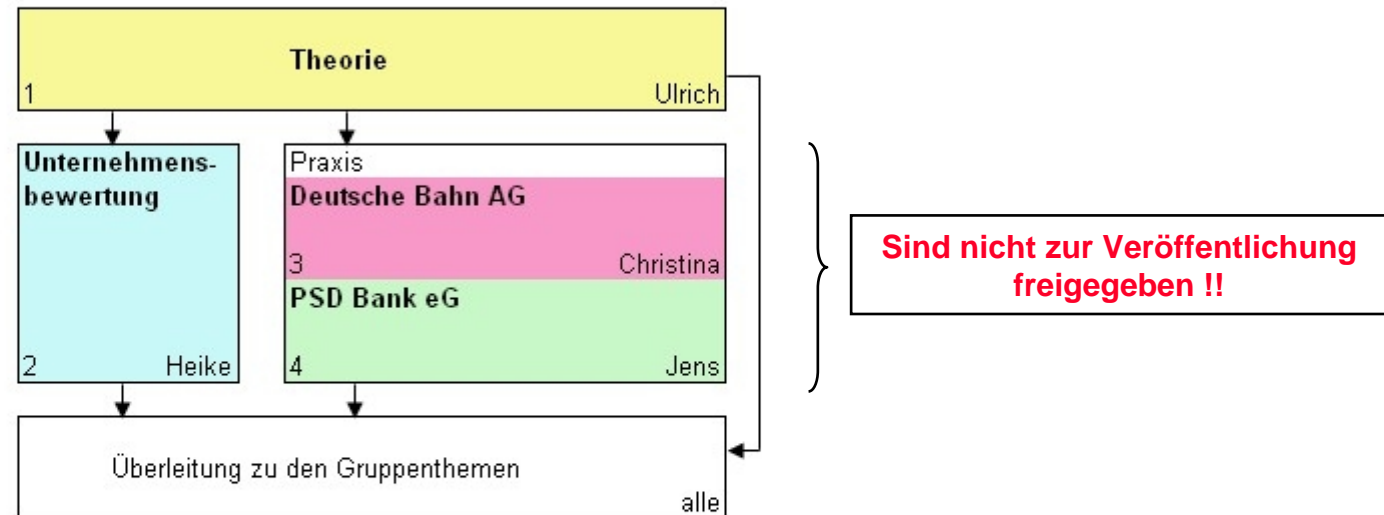 Theorie
1 Ulrich
Unternehmens-
bewertung
2 Heike
Praxis
Deutsche Bahn AG
3 Christina
PSD Bank eG
4 Jens
Sind nicht zur Veröffentlichung
freigegeben !!
Überleitung zu den Gruppenthemen
alle